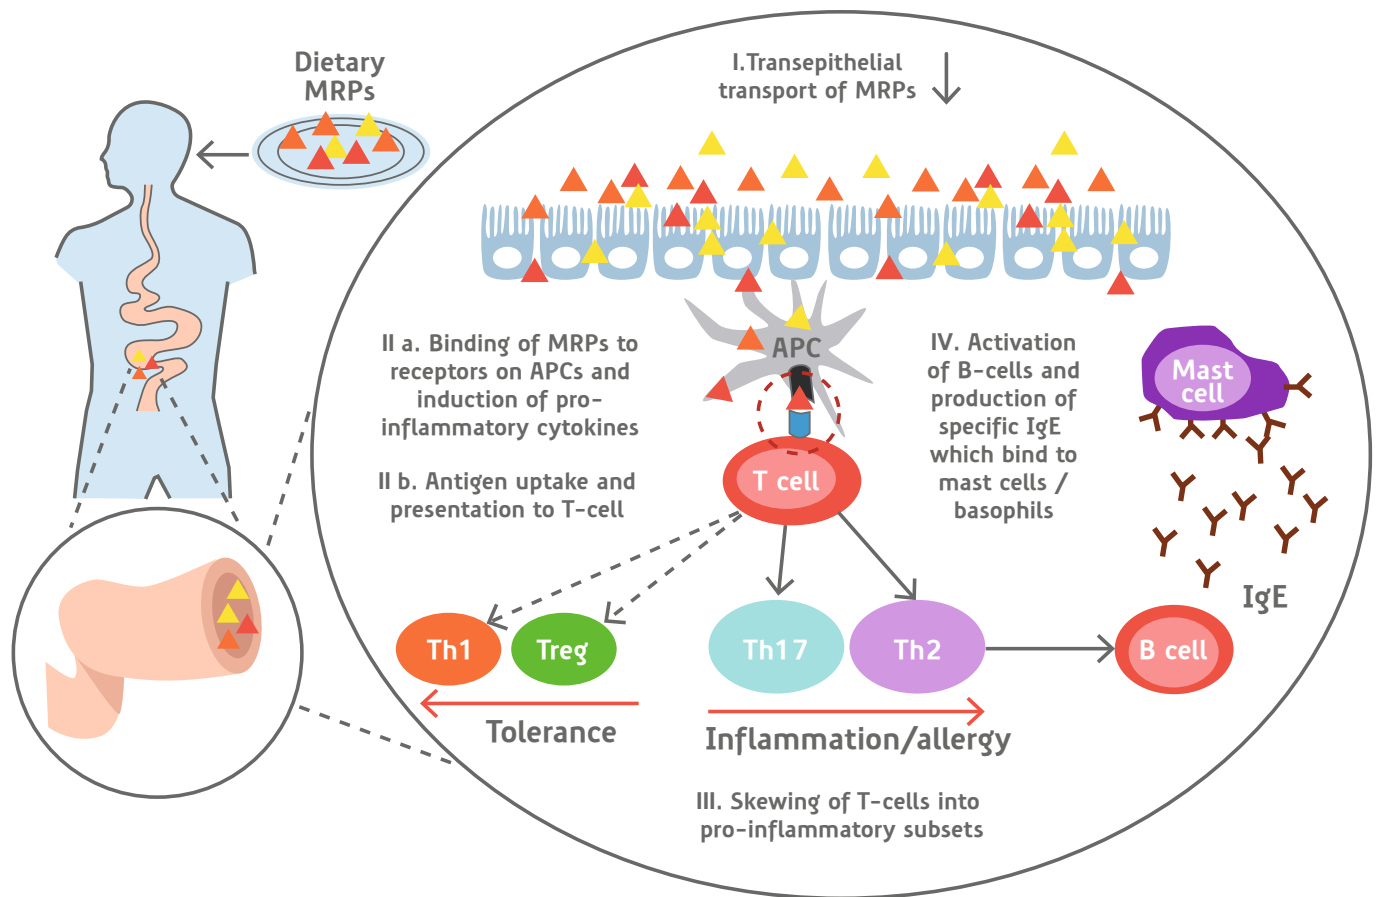 Dietary
MRPs
I.Transepithelial
transport of MRPs
II a. Binding of MRPs to
receptors on APCs and
induction of pro-
inflammatory cytokines
II b. Antigen uptake and
presentation to T-cell
APC
T cell
IV. Activation
of B-cells and
production of
specific IgE
which bind to
mast cells /
basophils
Mast
cell
IgE
Th1
Treg
Th17
Th2
B cell
Tolerance
Inflammation/allergy
III. Skewing of T-cells into
pro-inflammatory subsets